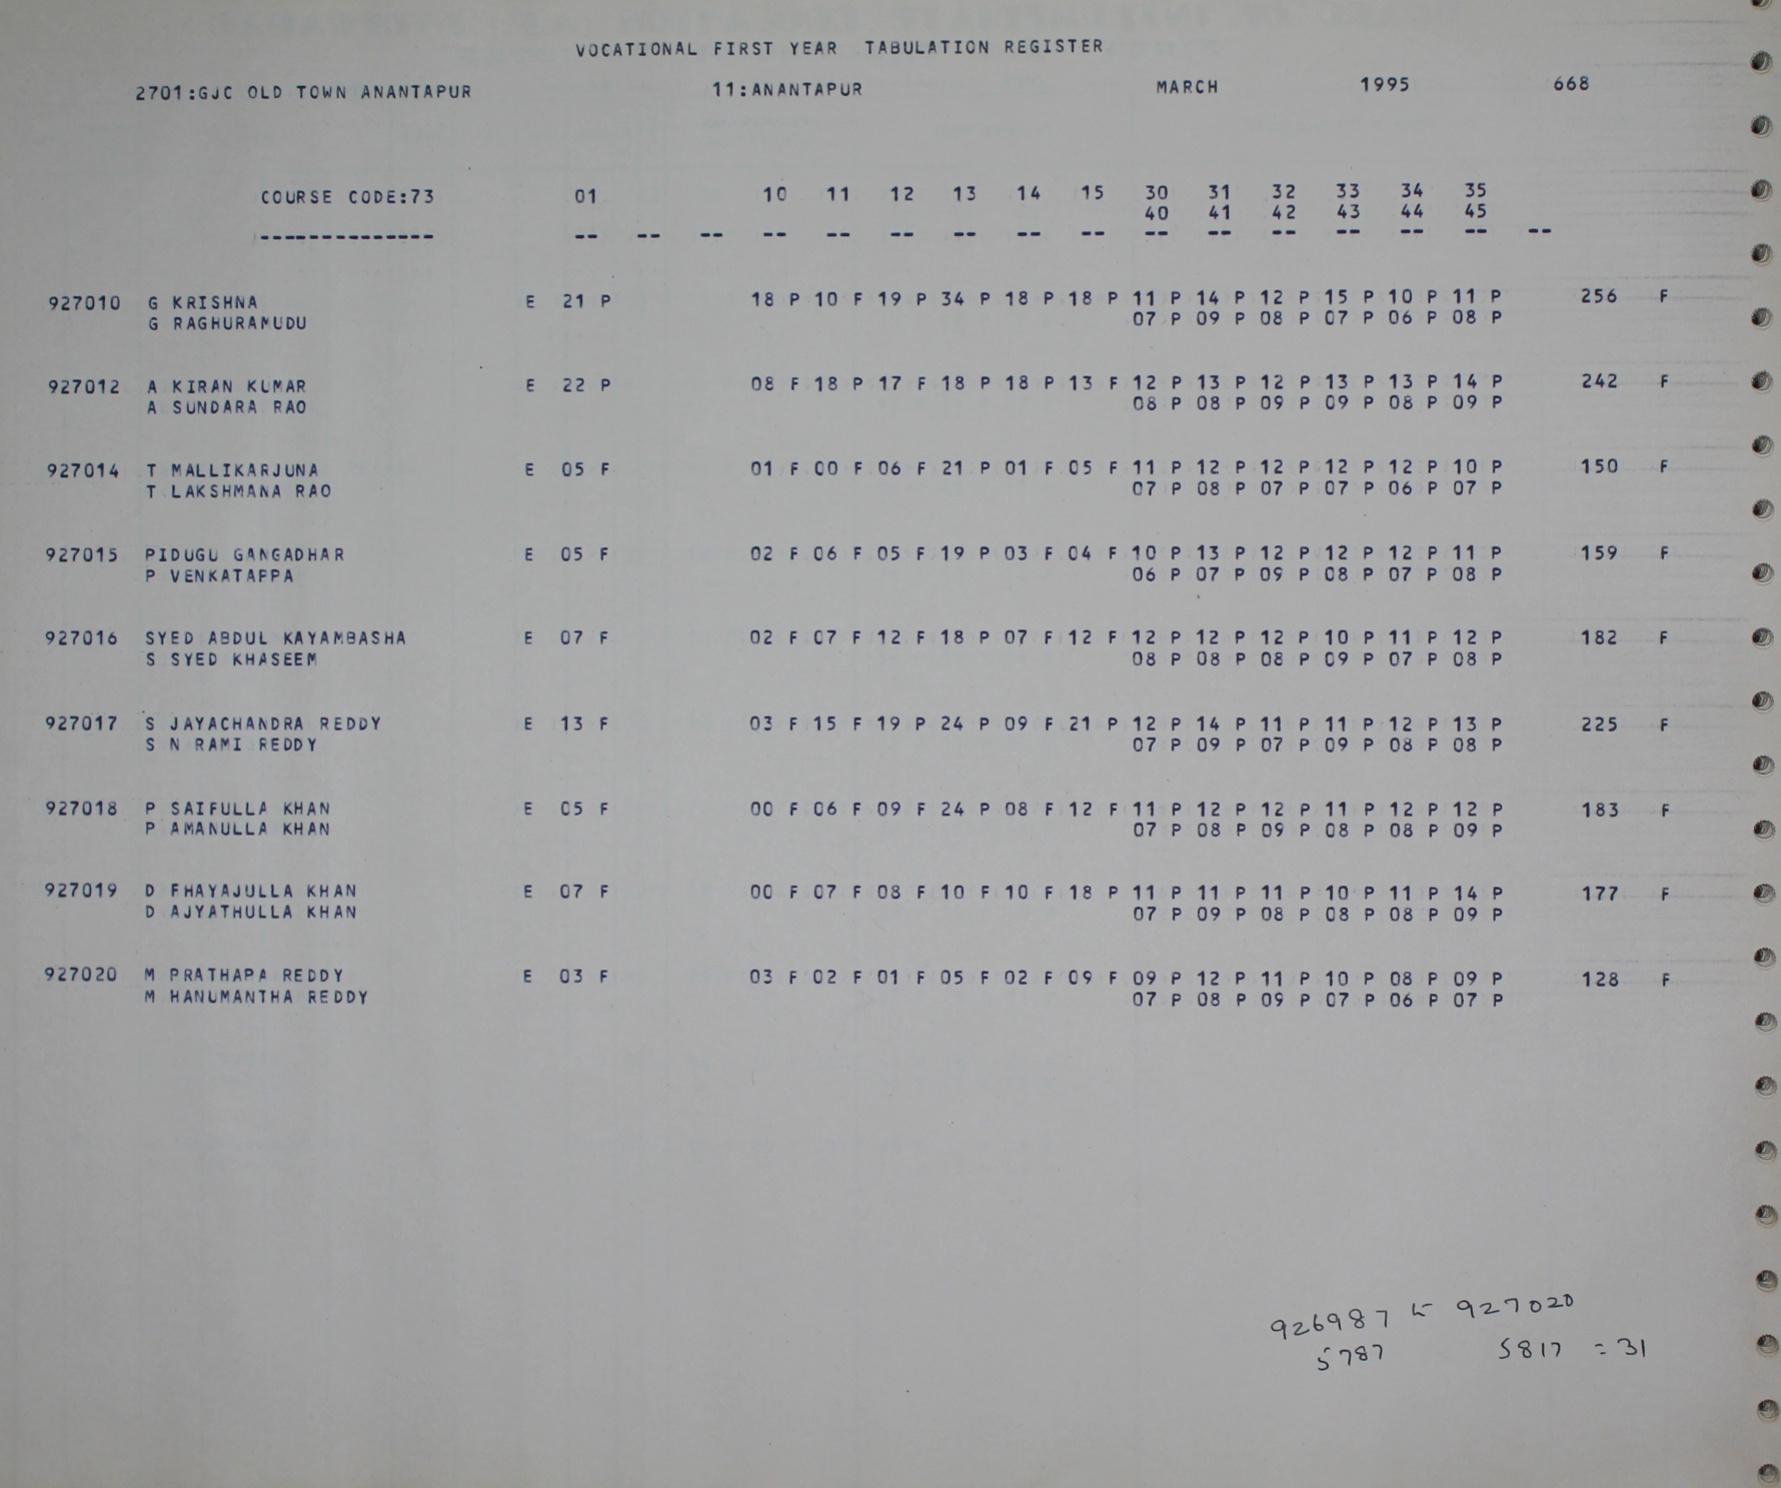 VOCATIONAL FIRST YEAR TABULATION REGISTER
2701:GJC OLD TOWN ANANTAPUR 11:ANANTAPUR MARCH 1995 668
COURSE CODE:73 01 10 11 12 13 14 15 30 31 32 33 34 35
40 41 42 43 44 45
-------------- -- -- -- -- -- -- -- -- -- -- -- -- -- -- -- --
927010 G KRISHNA E 21 P 18 P 10 F 19 P 34 P 18 P 18 P 11 P 14 P 12 P 15 P 10 P 11 P 256 F
G RAGHURAMUDU 07 P 09 P 08 P 07 P 06 P 08 P
927012 A KIRAN KUMAR E 22 P 08 F 18 P 17 F 18 P 18 P 13 F 12 P 13 P 12 P 13 P 13 P 14 P 242 F
A SUNDARA RAO 08 P 08 P 09 P 09 P 08 P 09 P
927014 T MALLIKARJUNA E 05 F 01 F 00 F 06 F 21 P 01 F 05 F 11 P 12 P 12 P 12 P 12 P 10 P 150 F
T LAKSHMANA RAO 07 P 08 P 07 P 07 P 06 P 07 P
927015 PIDUGU GANGADHAR E 05 F 02 F 06 F 05 F 19 P 03 F 04 F 10 P 13 P 12 P 12 P 12 P 11 P 159 F
P VENKATAPPA 06 P 07 P 09 P 08 P 07 P 08 P
927016 SYED ABDUL KAYAMBASHA E 07 F 02 F 07 F 12 F 18 P 07 F 12 F 12 P 12 P 12 P 10 P 11 P 12 P 182 F
S SYED KHASEEM 08 P 08 P 08 P 09 P 07 P 08 P
927017 S JAYACHANDRA REDDY E 13 F 03 F 15 F 19 P 24 P 09 F 21 P 12 P 14 P 11 P 11 P 12 P 13 P 225 F
S N RAMI REDDY 07 P 09 P 07 P 09 P 08 P 08 P
927018 P SAIFULLA KHAN E 05 F 00 F 06 F 09 F 24 P 08 F 12 F 11 P 12 P 12 P 11 P 12 P 12 P 183 F
P AMANULLA KHAN 07 P 08 P 09 P 08 P 08 P 09 P
927019 D FHAYAJULLA KHAN E 07 F 00 F 07 F 08 F 10 F 10 F 18 P 11 P 11 P 11 P 10 P 11 P 14 P 177 F
D AJYATHULLA KHAN 07 P 09 P 08 P 08 P 08 P 09 P
927020 M PRATHAPA REDDY E 03 F 03 F 02 F 01 F 05 F 02 F 09 F 09 P 12 P 11 P 10 P 08 P 09 P 128 F
M HANUMANTHA REDDY 07 P 08 P 09 P 07 P 06 P 07 P
926987 to 927020
5787 5817 = 31